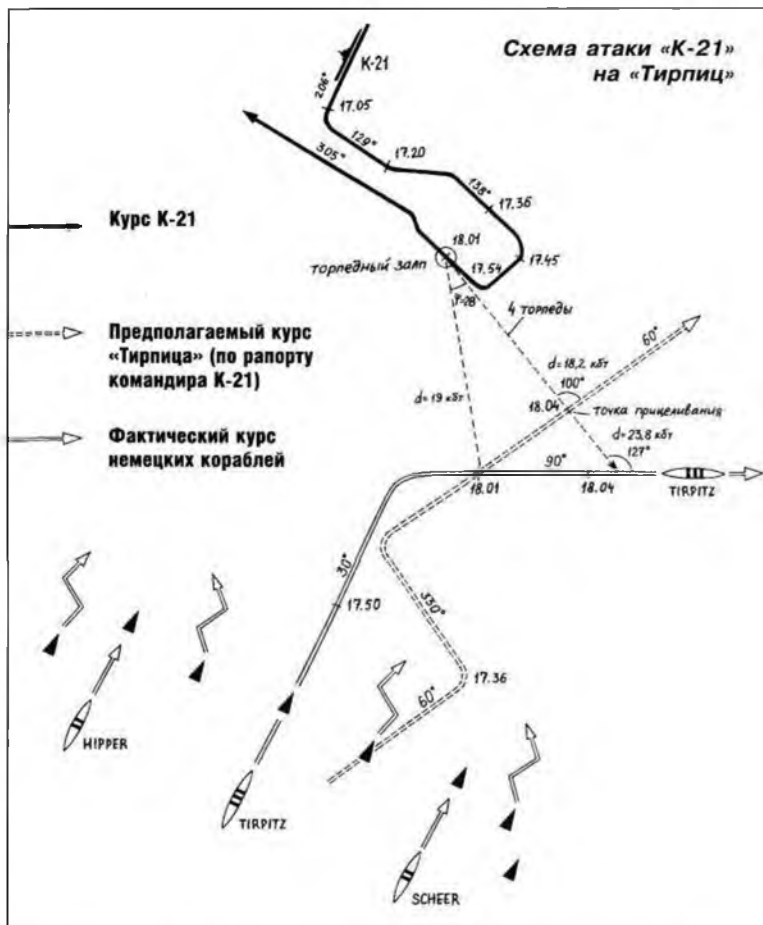 Схема атаки «К-21»
на «Тирпиц»
К-21
206°
17.05
129°
17.20
305°
138°
17.36
17.45
17.54
18.01
торпедный залп
γ=28°
4 торпеды
Курс К-21
Предполагаемый курс
«Тирпица» (по рапорту
командира К-21)
Фактический курс
немецких кораблей
60°
d=18,2 кбт
100°
18.04
точка прицеливания
d=19 кбт
d=23,8 кбт
127°
90°
18.01
18.04
TIRPITZ
30°
17.50
330°
17.36
60°
HIPPER
TIRPITZ
SCHEER